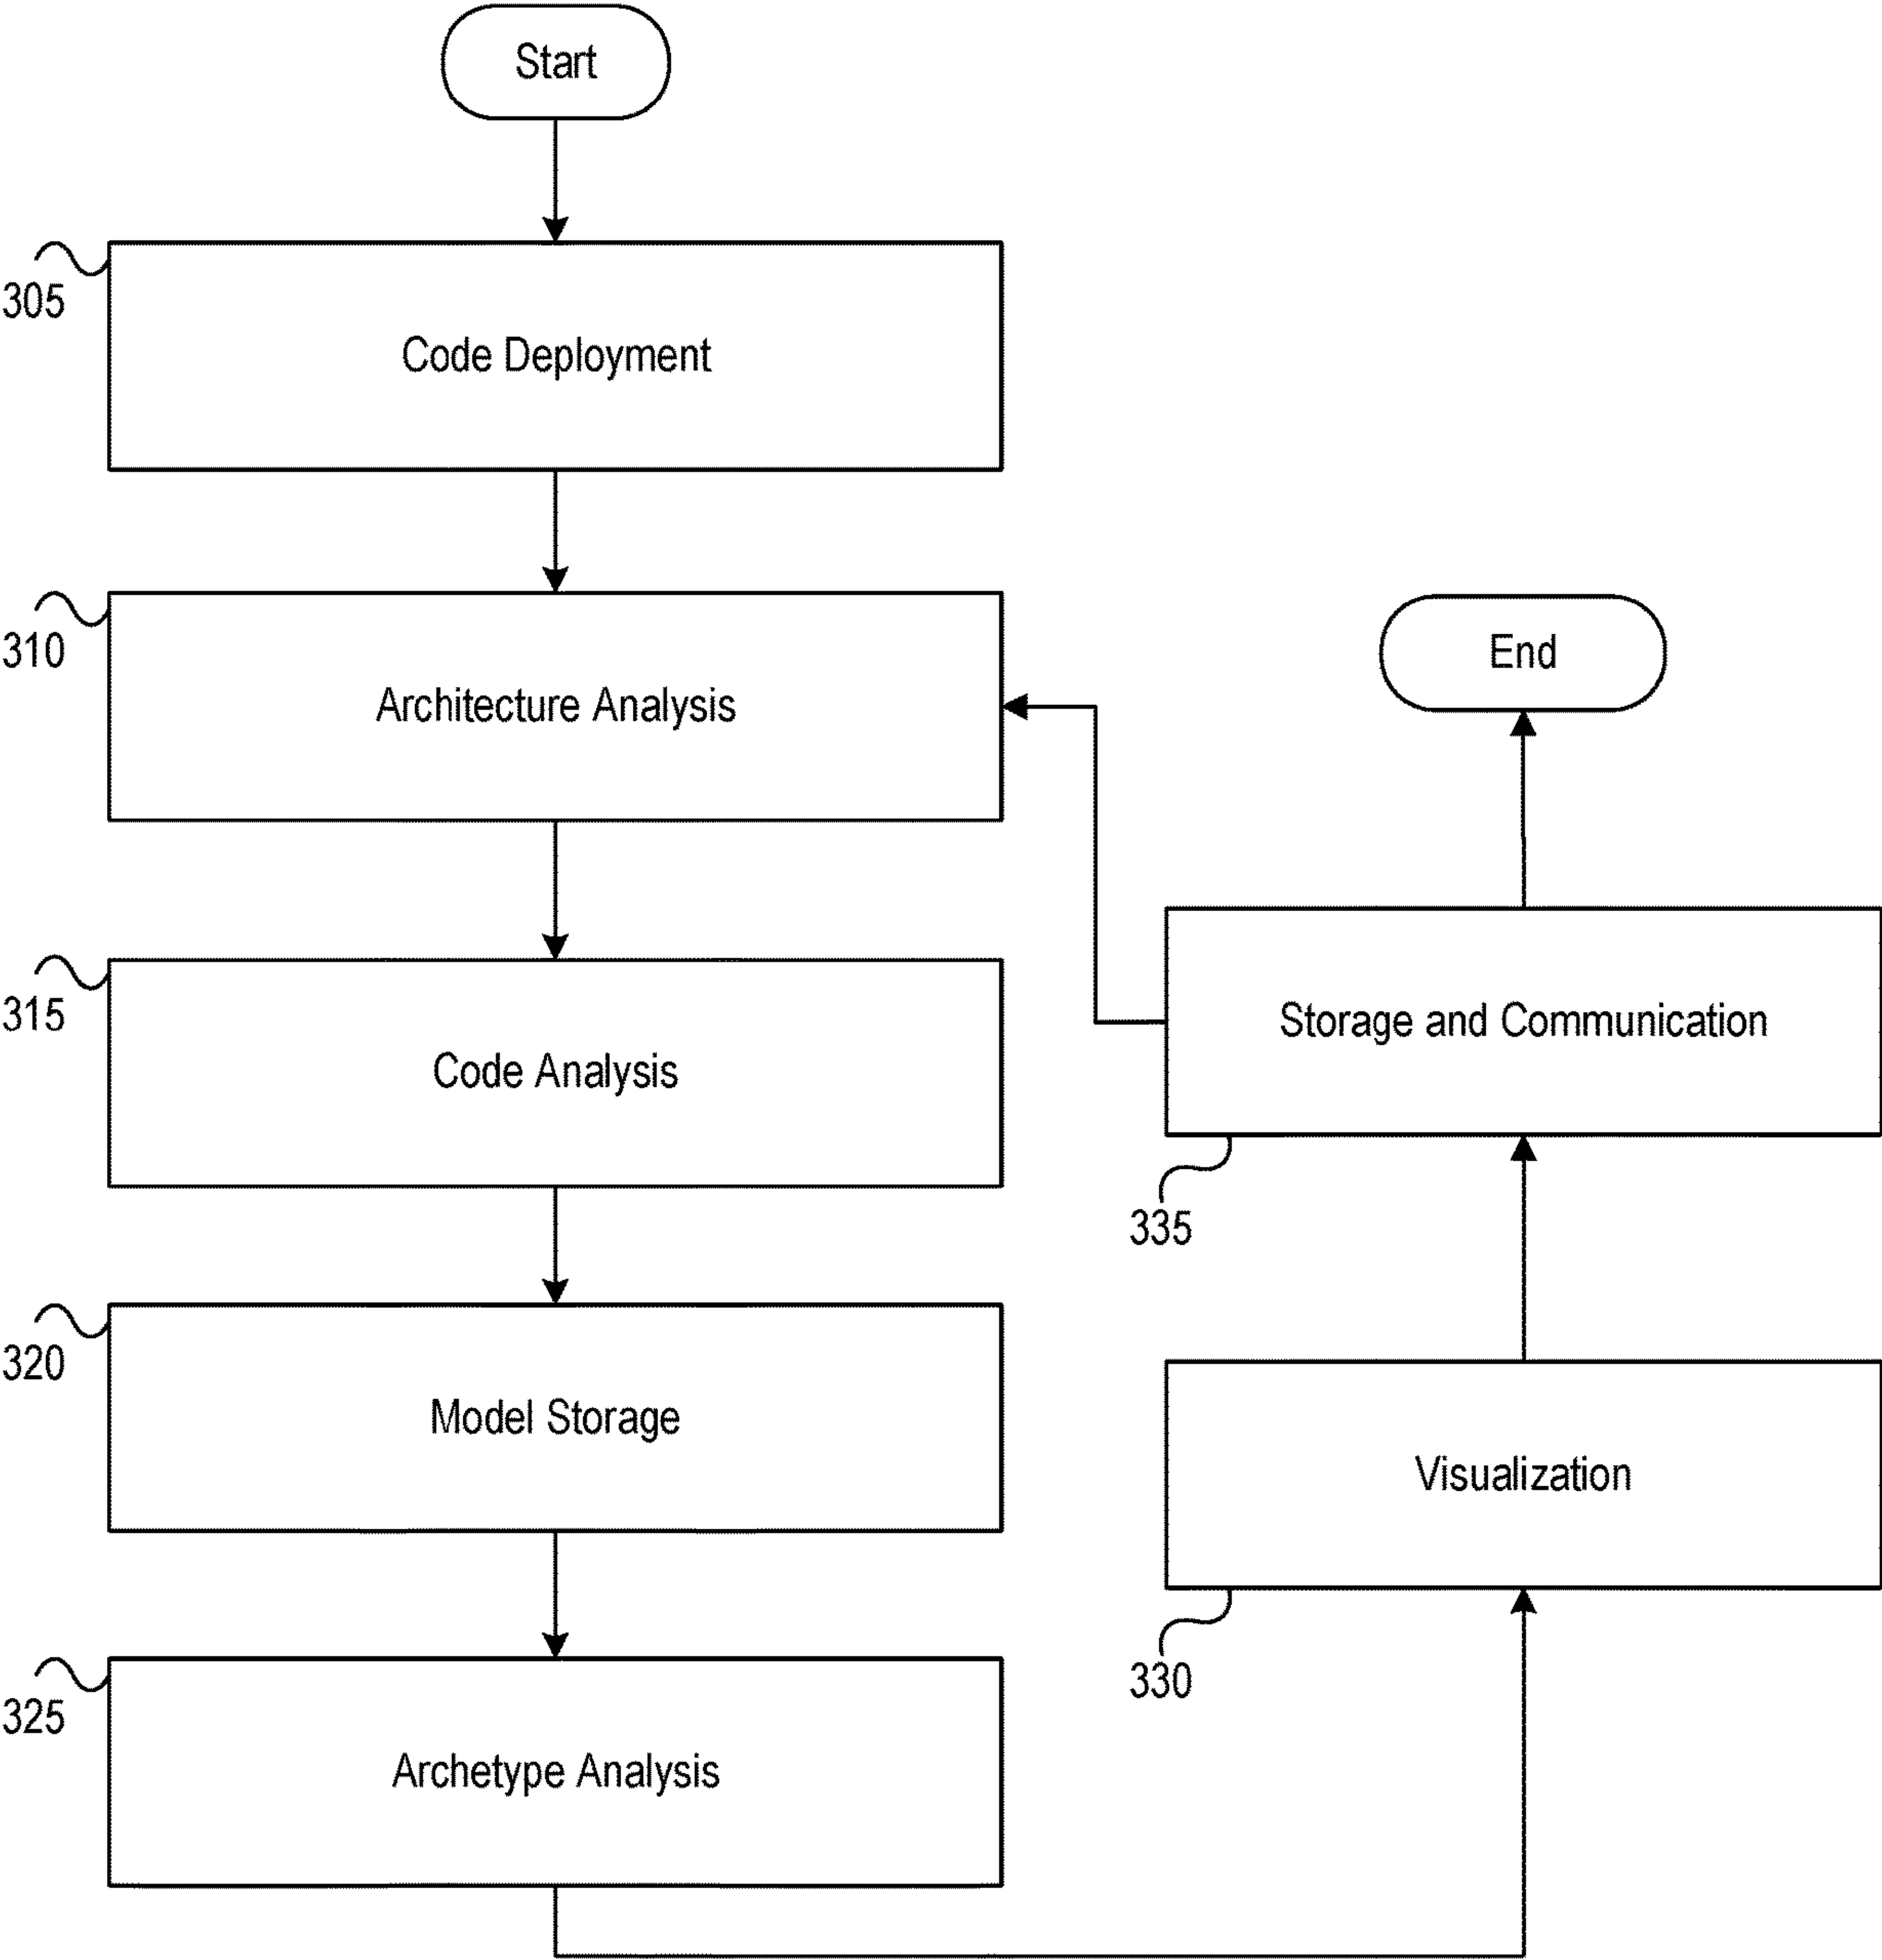 Start
305
Code Deployment
310
Architecture Analysis
End
315
Code Analysis
Storage and Communication
335
320
Model Storage
Visualization
330
325
Archetype Analysis